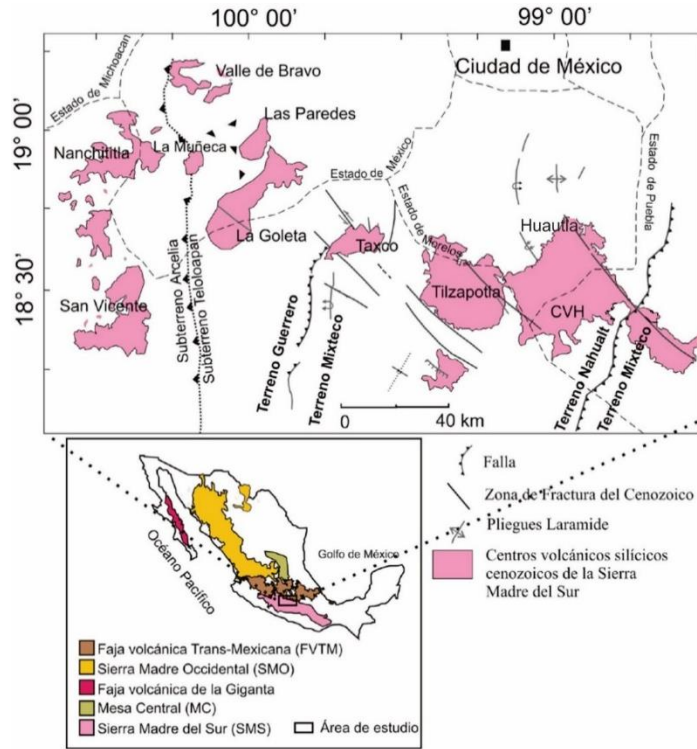 100° 00'
99° 00'
19° 00'
18° 30'
Estado de Michoacan
Valle de Bravo
Ciudad de México
Las Paredes
La Muñeca
Nanchititla
Estado de México
Estado de Puebla
Huautla
La Goleta
Taxco
Estado de Morelos
San Vicente
Subterreno Arcelia
Subterreno Teloloapan
Tilzapotla
CVH
Terreno Guerrero
Terreno Mixteco
Terreno Nahualt
Terreno Mixteco
0
40 km
Falla
Zona de Fractura del Cenozoico
Pliegues Laramide
Centros volcánicos silícicos
cenozoicos de la Sierra
Madre del Sur
Océano Pacífico
Golfo de México
Faja volcánica Trans-Mexicana (FVTM)
Sierra Madre Occidental (SMO)
Faja volcánica de la Giganta
Mesa Central (MC)
Sierra Madre del Sur (SMS)
Área de estudio